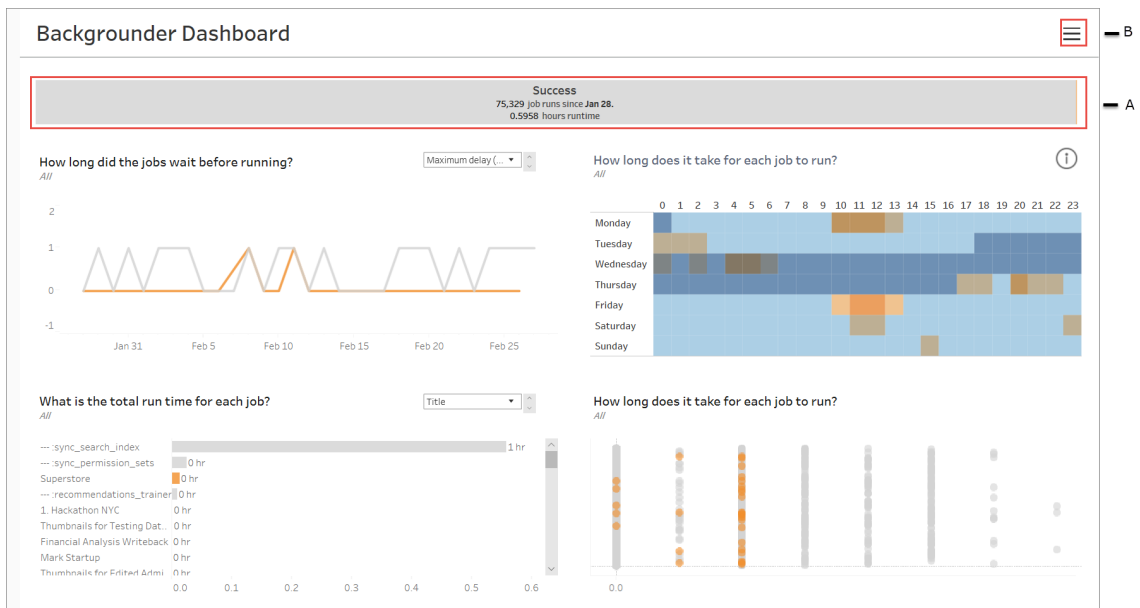 Backgrounder Dashboard
B
Success
75,329 job runs since Jan 28.
0.5958 hours runtime
A
How long did the jobs wait before running?
Maximum delay (...
All
2
1
0
-1
Jan 31 Feb 5 Feb 10 Feb 15 Feb 20 Feb 25
How long does it take for each job to run?
All
0 1 2 3 4 5 6 7 8 9 10 11 12 13 14 15 16 17 18 19 20 21 22 23
Monday
Tuesday
Wednesday
Thursday
Friday
Saturday
Sunday
What is the total run time for each job?
Title
All
--- :sync_search_index 1 hr
--- :sync_permission_sets 0 hr
Superstore 0 hr
--- :recommendations_trainer 0 hr
1. Hackathon NYC 0 hr
Thumbnails for Testing Dat.. 0 hr
Financial Analysis Writeback 0 hr
Mark Startup 0 hr
Thumbnails for Edited Admi.. 0 hr
0.0 0.1 0.2 0.3 0.4 0.5 0.6
How long does it take for each job to run?
All
0.0